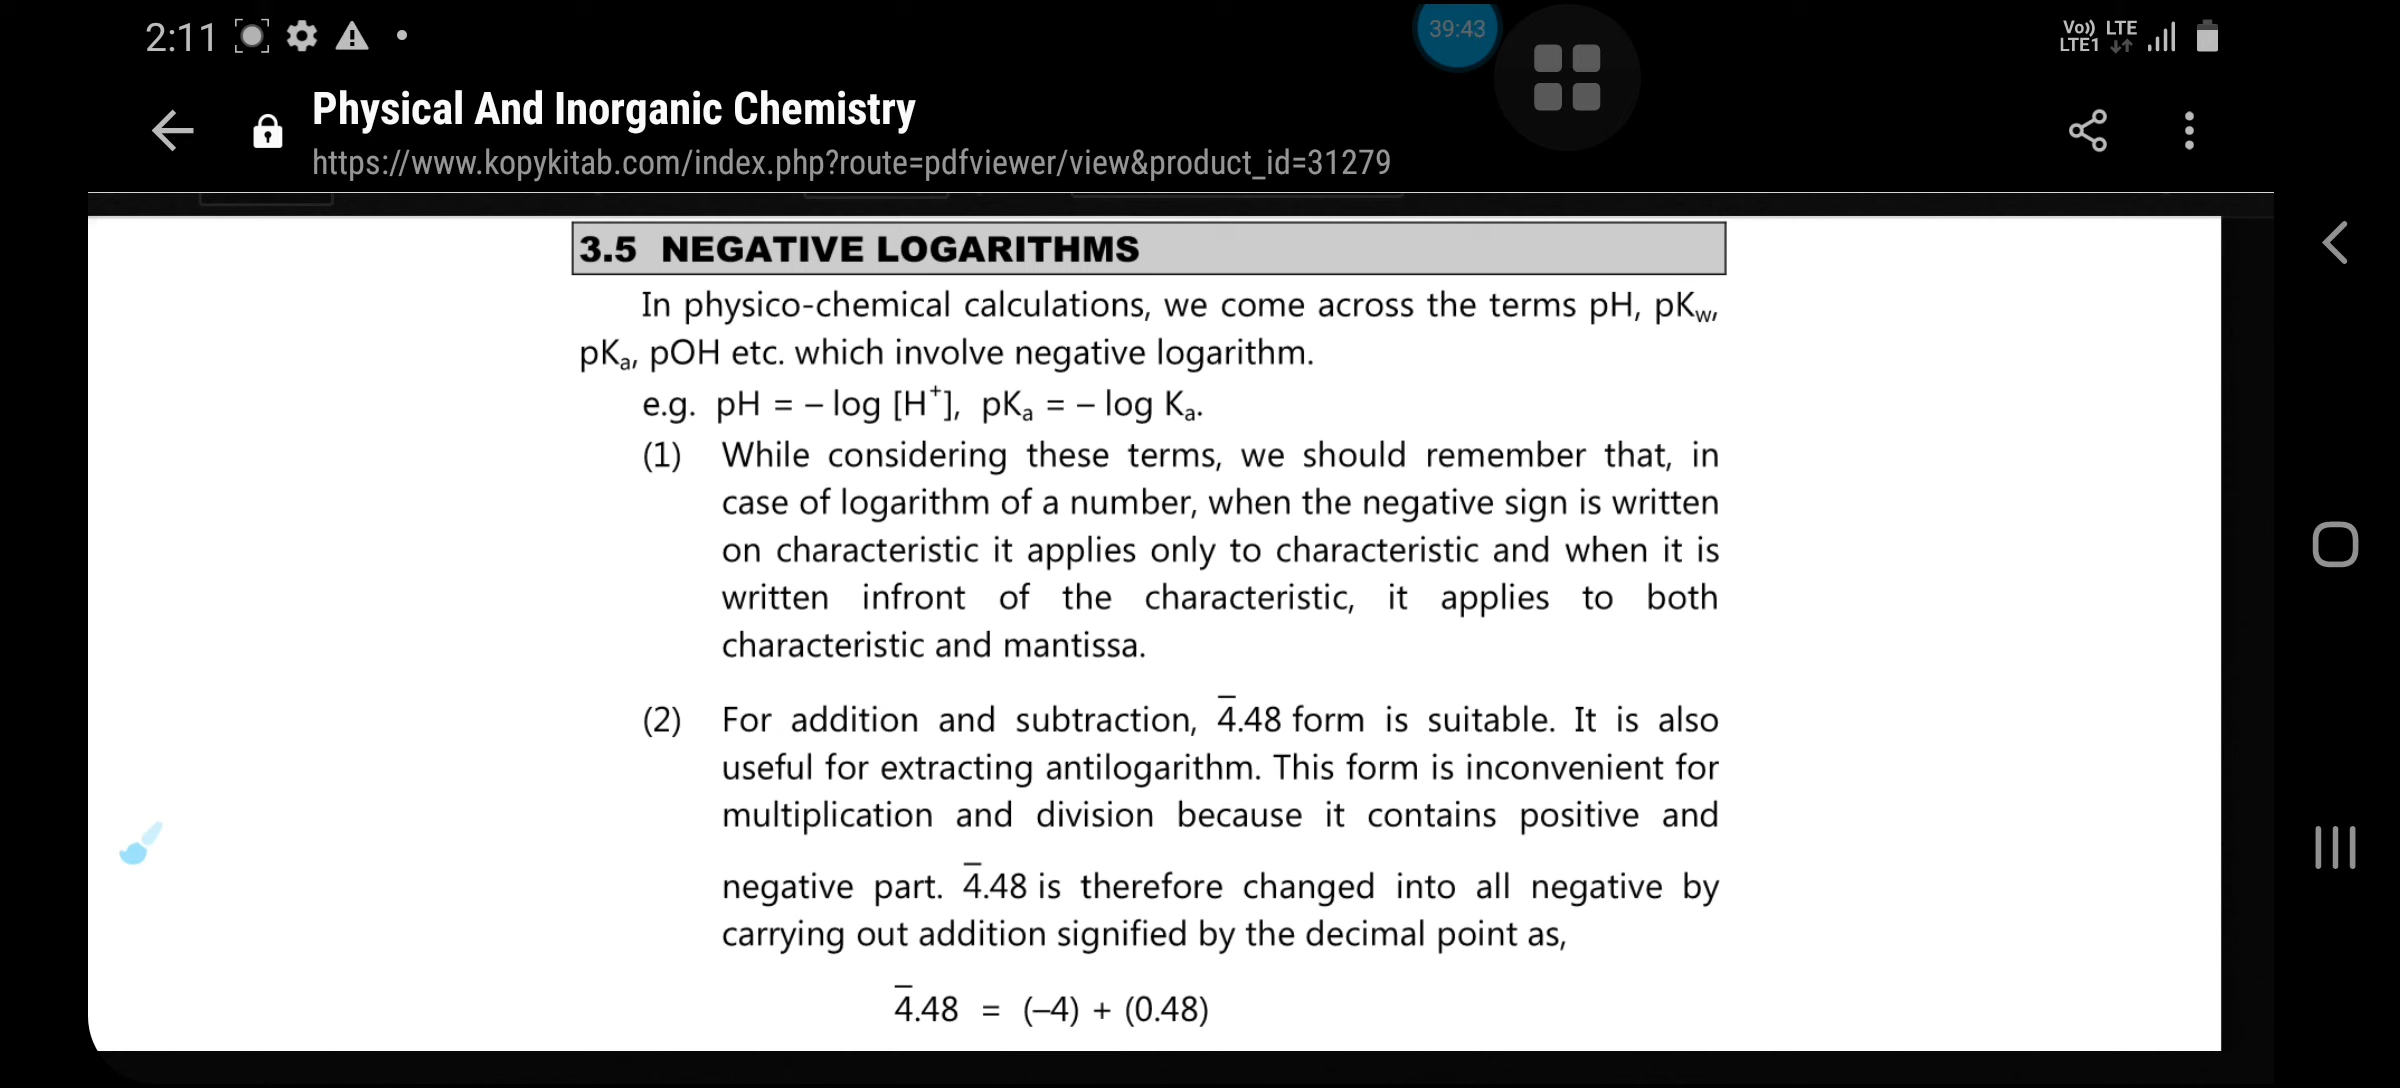 2:11
39:43
Vo)) LTE
LTE1
Physical And Inorganic Chemistry
https://www.kopykitab.com/index.php?route=pdfviewer/view&product_id=31279
3.5 NEGATIVE LOGARITHMS
In physico-chemical calculations, we come across the terms pH, pKw,
pKa, pOH etc. which involve negative logarithm.
e.g. pH = – log [H⁺], pKa = – log Ka.
(1) While considering these terms, we should remember that, in
case of logarithm of a number, when the negative sign is written
on characteristic it applies only to characteristic and when it is
written infront of the characteristic, it applies to both
characteristic and mantissa.
(2) For addition and subtraction, 4̅.48 form is suitable. It is also
useful for extracting antilogarithm. This form is inconvenient for
multiplication and division because it contains positive and
negative part. 4̅.48 is therefore changed into all negative by
carrying out addition signified by the decimal point as,
4̅.48 = (–4) + (0.48)